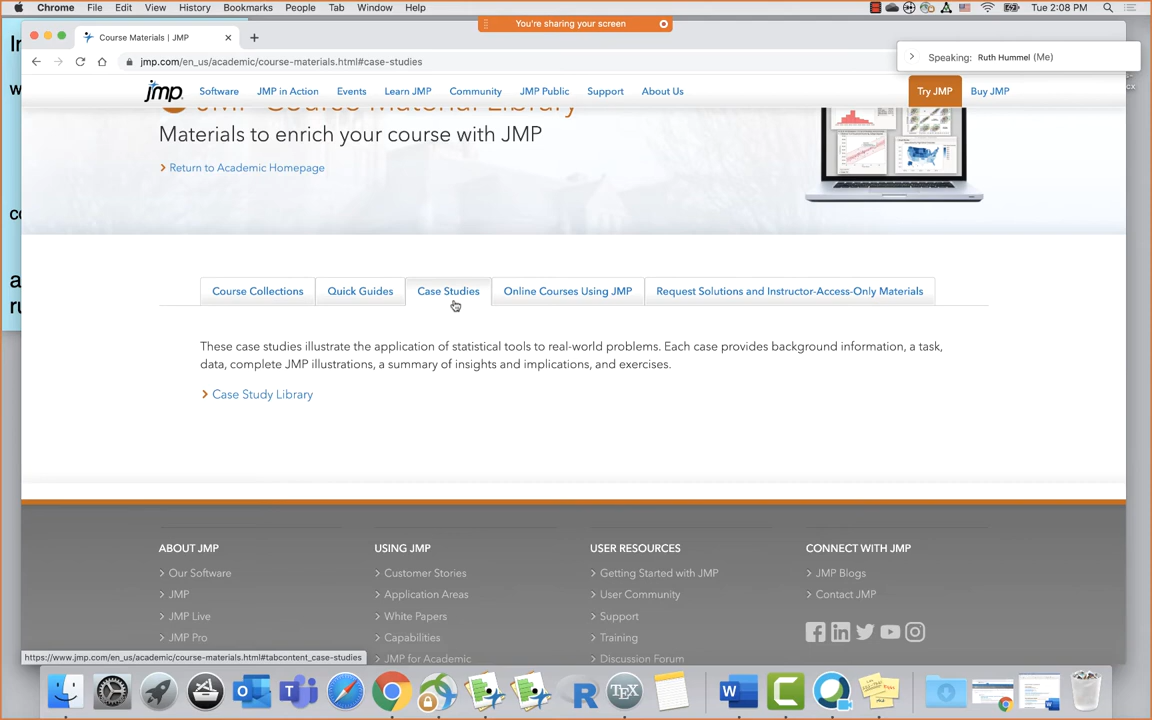 Chrome File Edit View History Bookmarks People Tab Window Help
Tue 2:08 PM
You're sharing your screen
Course Materials | JMP
Speaking: Ruth Hummel (Me)
jmp.com/en_us/academic/course-materials.html#case-studies
jmp Software JMP in Action Events Learn JMP Community JMP Public Support About Us Try JMP Buy JMP
JMP Course Material Library
Materials to enrich your course with JMP
Return to Academic Homepage
Course Collections Quick Guides Case Studies Online Courses Using JMP Request Solutions and Instructor-Access-Only Materials
These case studies illustrate the application of statistical tools to real-world problems. Each case provides background information, a task,
data, complete JMP illustrations, a summary of insights and implications, and exercises.
Case Study Library
ABOUT JMP USING JMP USER RESOURCES CONNECT WITH JMP
Our Software Customer Stories Getting Started with JMP JMP Blogs
JMP Application Areas User Community Contact JMP
JMP Live White Papers Support
JMP Pro Capabilities Training
JMP for Academic Discussion Forum
https://www.jmp.com/en_us/academic/course-materials.html#tabcontent_case-studies